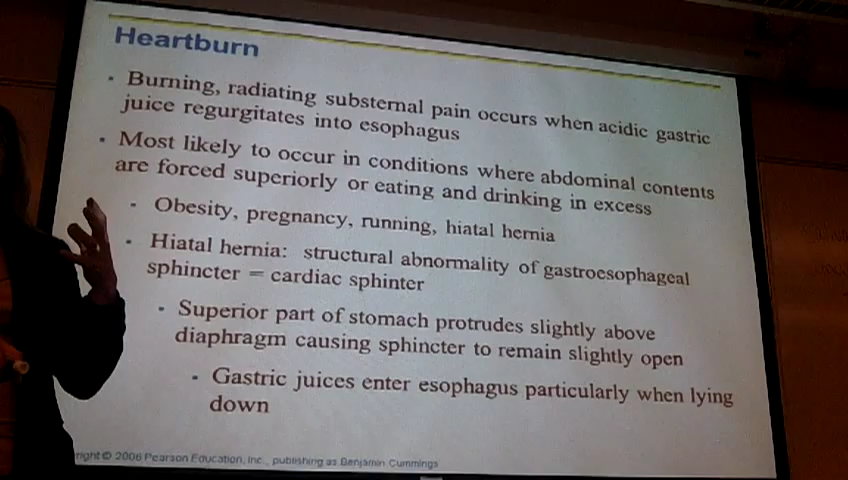 Heartburn
• Burning, radiating substernal pain occurs when acidic gastric
juice regurgitates into esophagus
• Most likely to occur in conditions where abdominal contents
are forced superiorly or eating and drinking in excess
• Obesity, pregnancy, running, hiatal hernia
• Hiatal hernia: structural abnormality of gastroesophageal
sphincter = cardiac sphinter
• Superior part of stomach protrudes slightly above
diaphragm causing sphincter to remain slightly open
• Gastric juices enter esophagus particularly when lying
down
right © 2006 Pearson Education, Inc., publishing as Benjamin Cummings